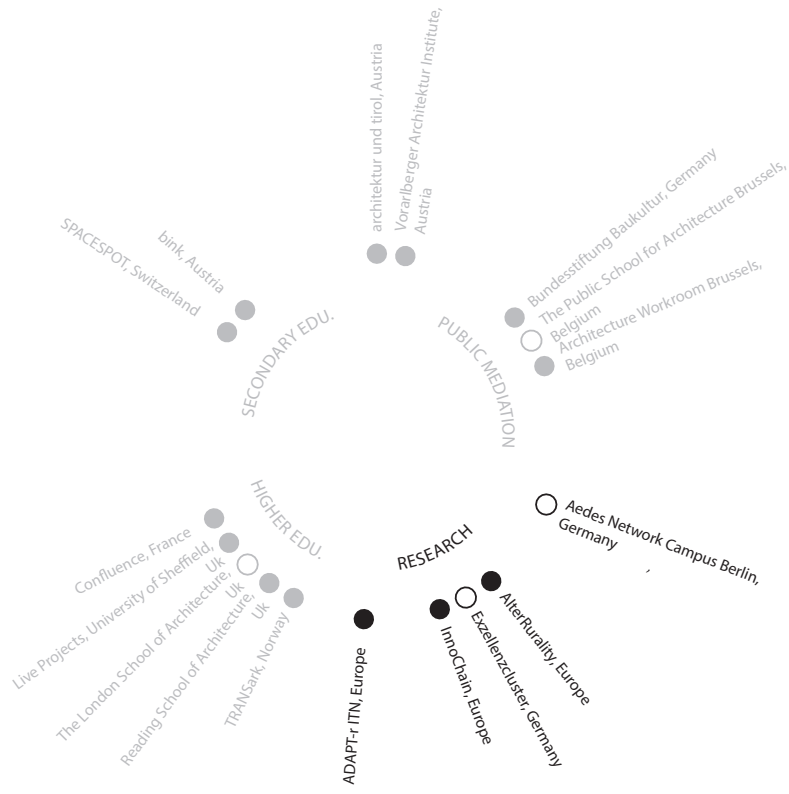 architektur und tirol, Austria
Vorarlberger Architektur Institute,
Austria
Bundesstiftung Baukultur, Germany
The Public School for Architecture Brussels,
Belgium
Architecture Workroom Brussels,
Belgium
PUBLIC MEDIATION
bink, Austria
SPACESPOT, Switzerland
SECONDARY EDU.
HIGHER EDU.
Confluence, France
Live Projects, University of Sheffield,
Uk
The London School of Architecture,
Uk
Reading School of Architecture,
Uk
TRANSark, Norway
RESEARCH
Aedes Network Campus Berlin,
Germany
,
AlterRurality, Europe
Exzellenzcluster, Germany
InnoChain, Europe
ADAPT-r ITN, Europe